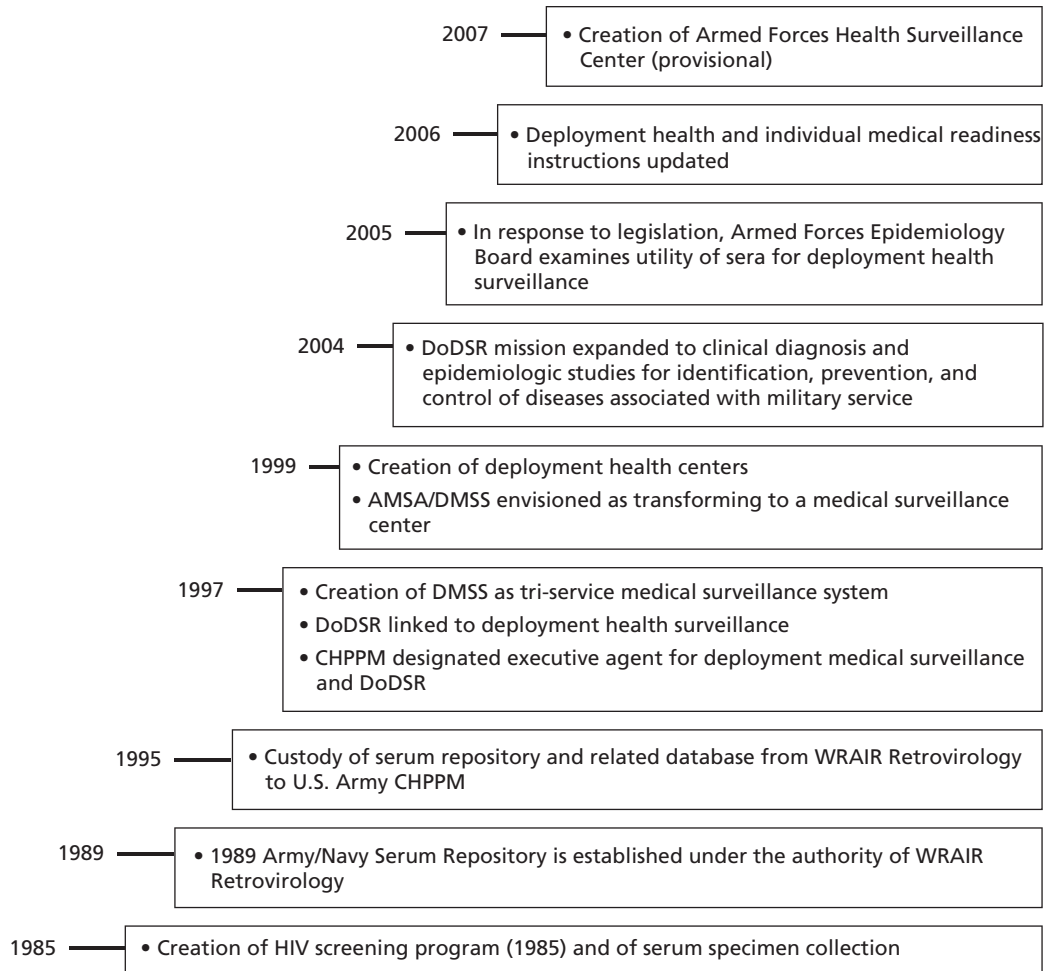 2007
• Creation of Armed Forces Health Surveillance
Center (provisional)
2006
• Deployment health and individual medical readiness
instructions updated
2005
• In response to legislation, Armed Forces Epidemiology
Board examines utility of sera for deployment health
surveillance
2004
• DoDSR mission expanded to clinical diagnosis and
epidemiologic studies for identification, prevention, and
control of diseases associated with military service
1999
• Creation of deployment health centers
• AMSA/DMSS envisioned as transforming to a medical surveillance
center
1997
• Creation of DMSS as tri-service medical surveillance system
• DoDSR linked to deployment health surveillance
• CHPPM designated executive agent for deployment medical surveillance
and DoDSR
1995
• Custody of serum repository and related database from WRAIR Retrovirology
to U.S. Army CHPPM
1989
• 1989 Army/Navy Serum Repository is established under the authority of WRAIR
Retrovirology
1985
• Creation of HIV screening program (1985) and of serum specimen collection